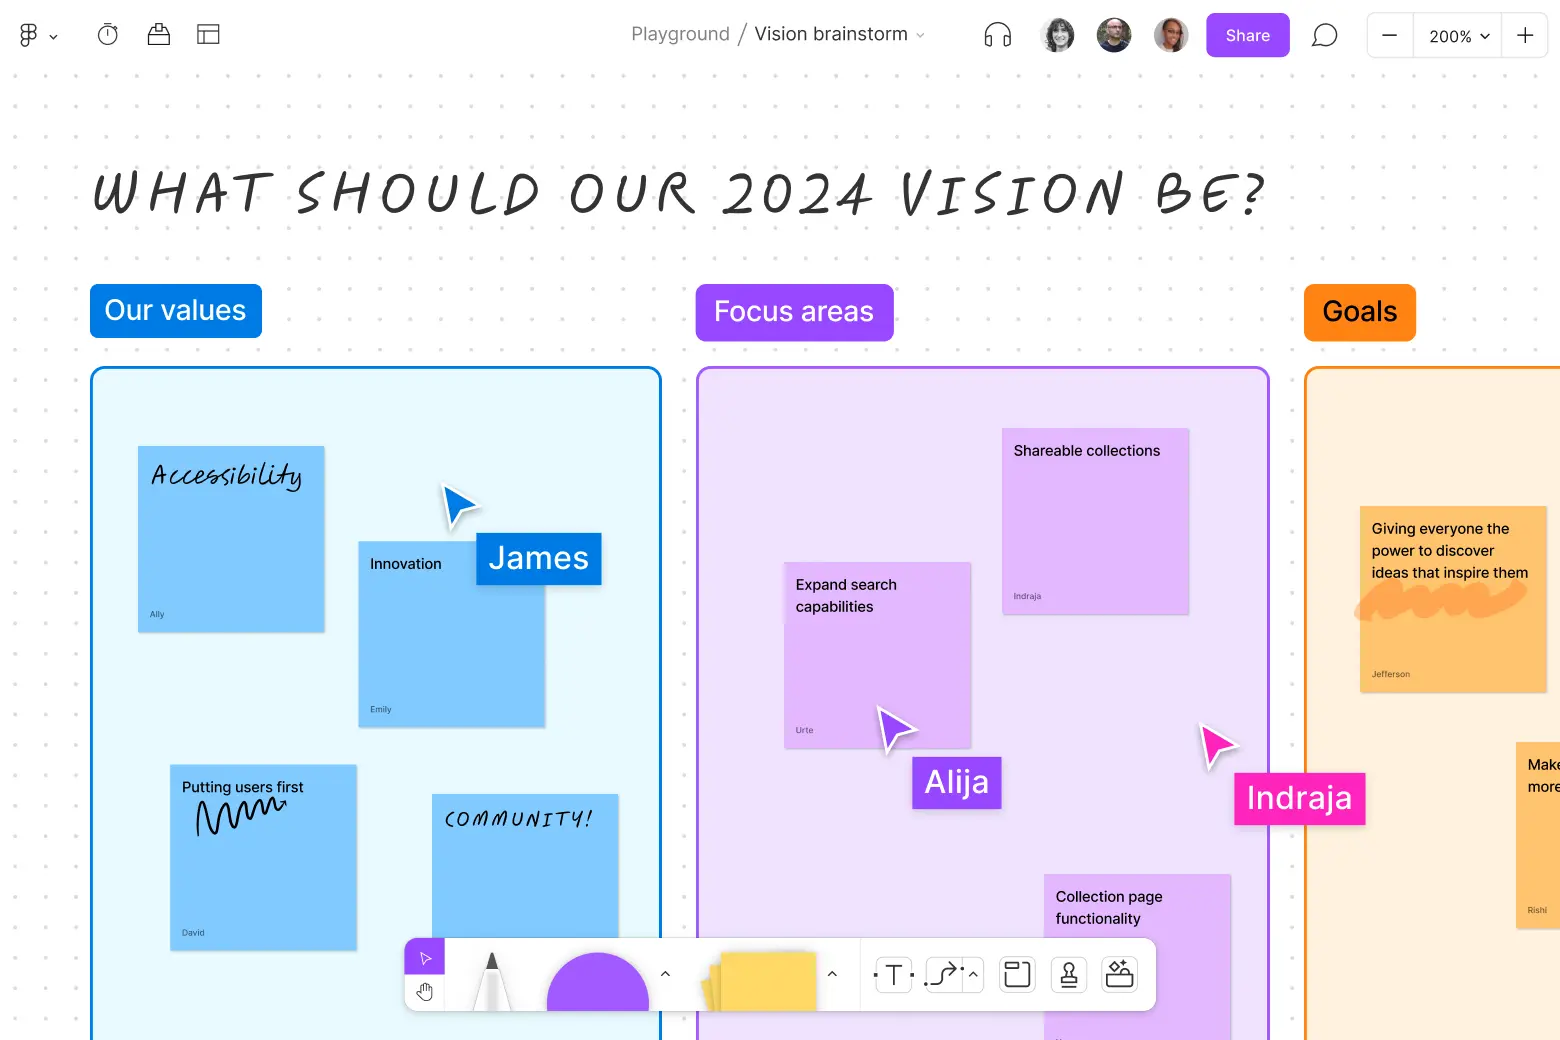 Playground / Vision brainstorm
Share
200%
WHAT SHOULD OUR 2024 VISION BE?
Our values
Accessibility
Ally
James
Innovation
Emily
Putting users first
David
COMMUNITY!
Focus areas
Shareable collections
Indraja
Expand search
capabilities
Urte
Alija
Indraja
Collection page
functionality
Goals
Giving everyone the
power to discover
ideas that inspire them
Jefferson
Make
more
Rishi
T